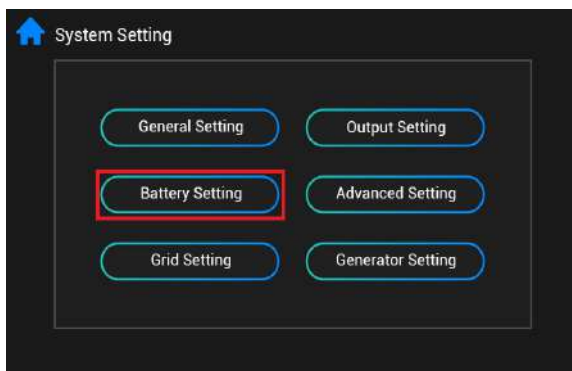 System Setting
General Setting
Output Setting
Battery Setting
Advanced Setting
Grid Setting
Generator Setting